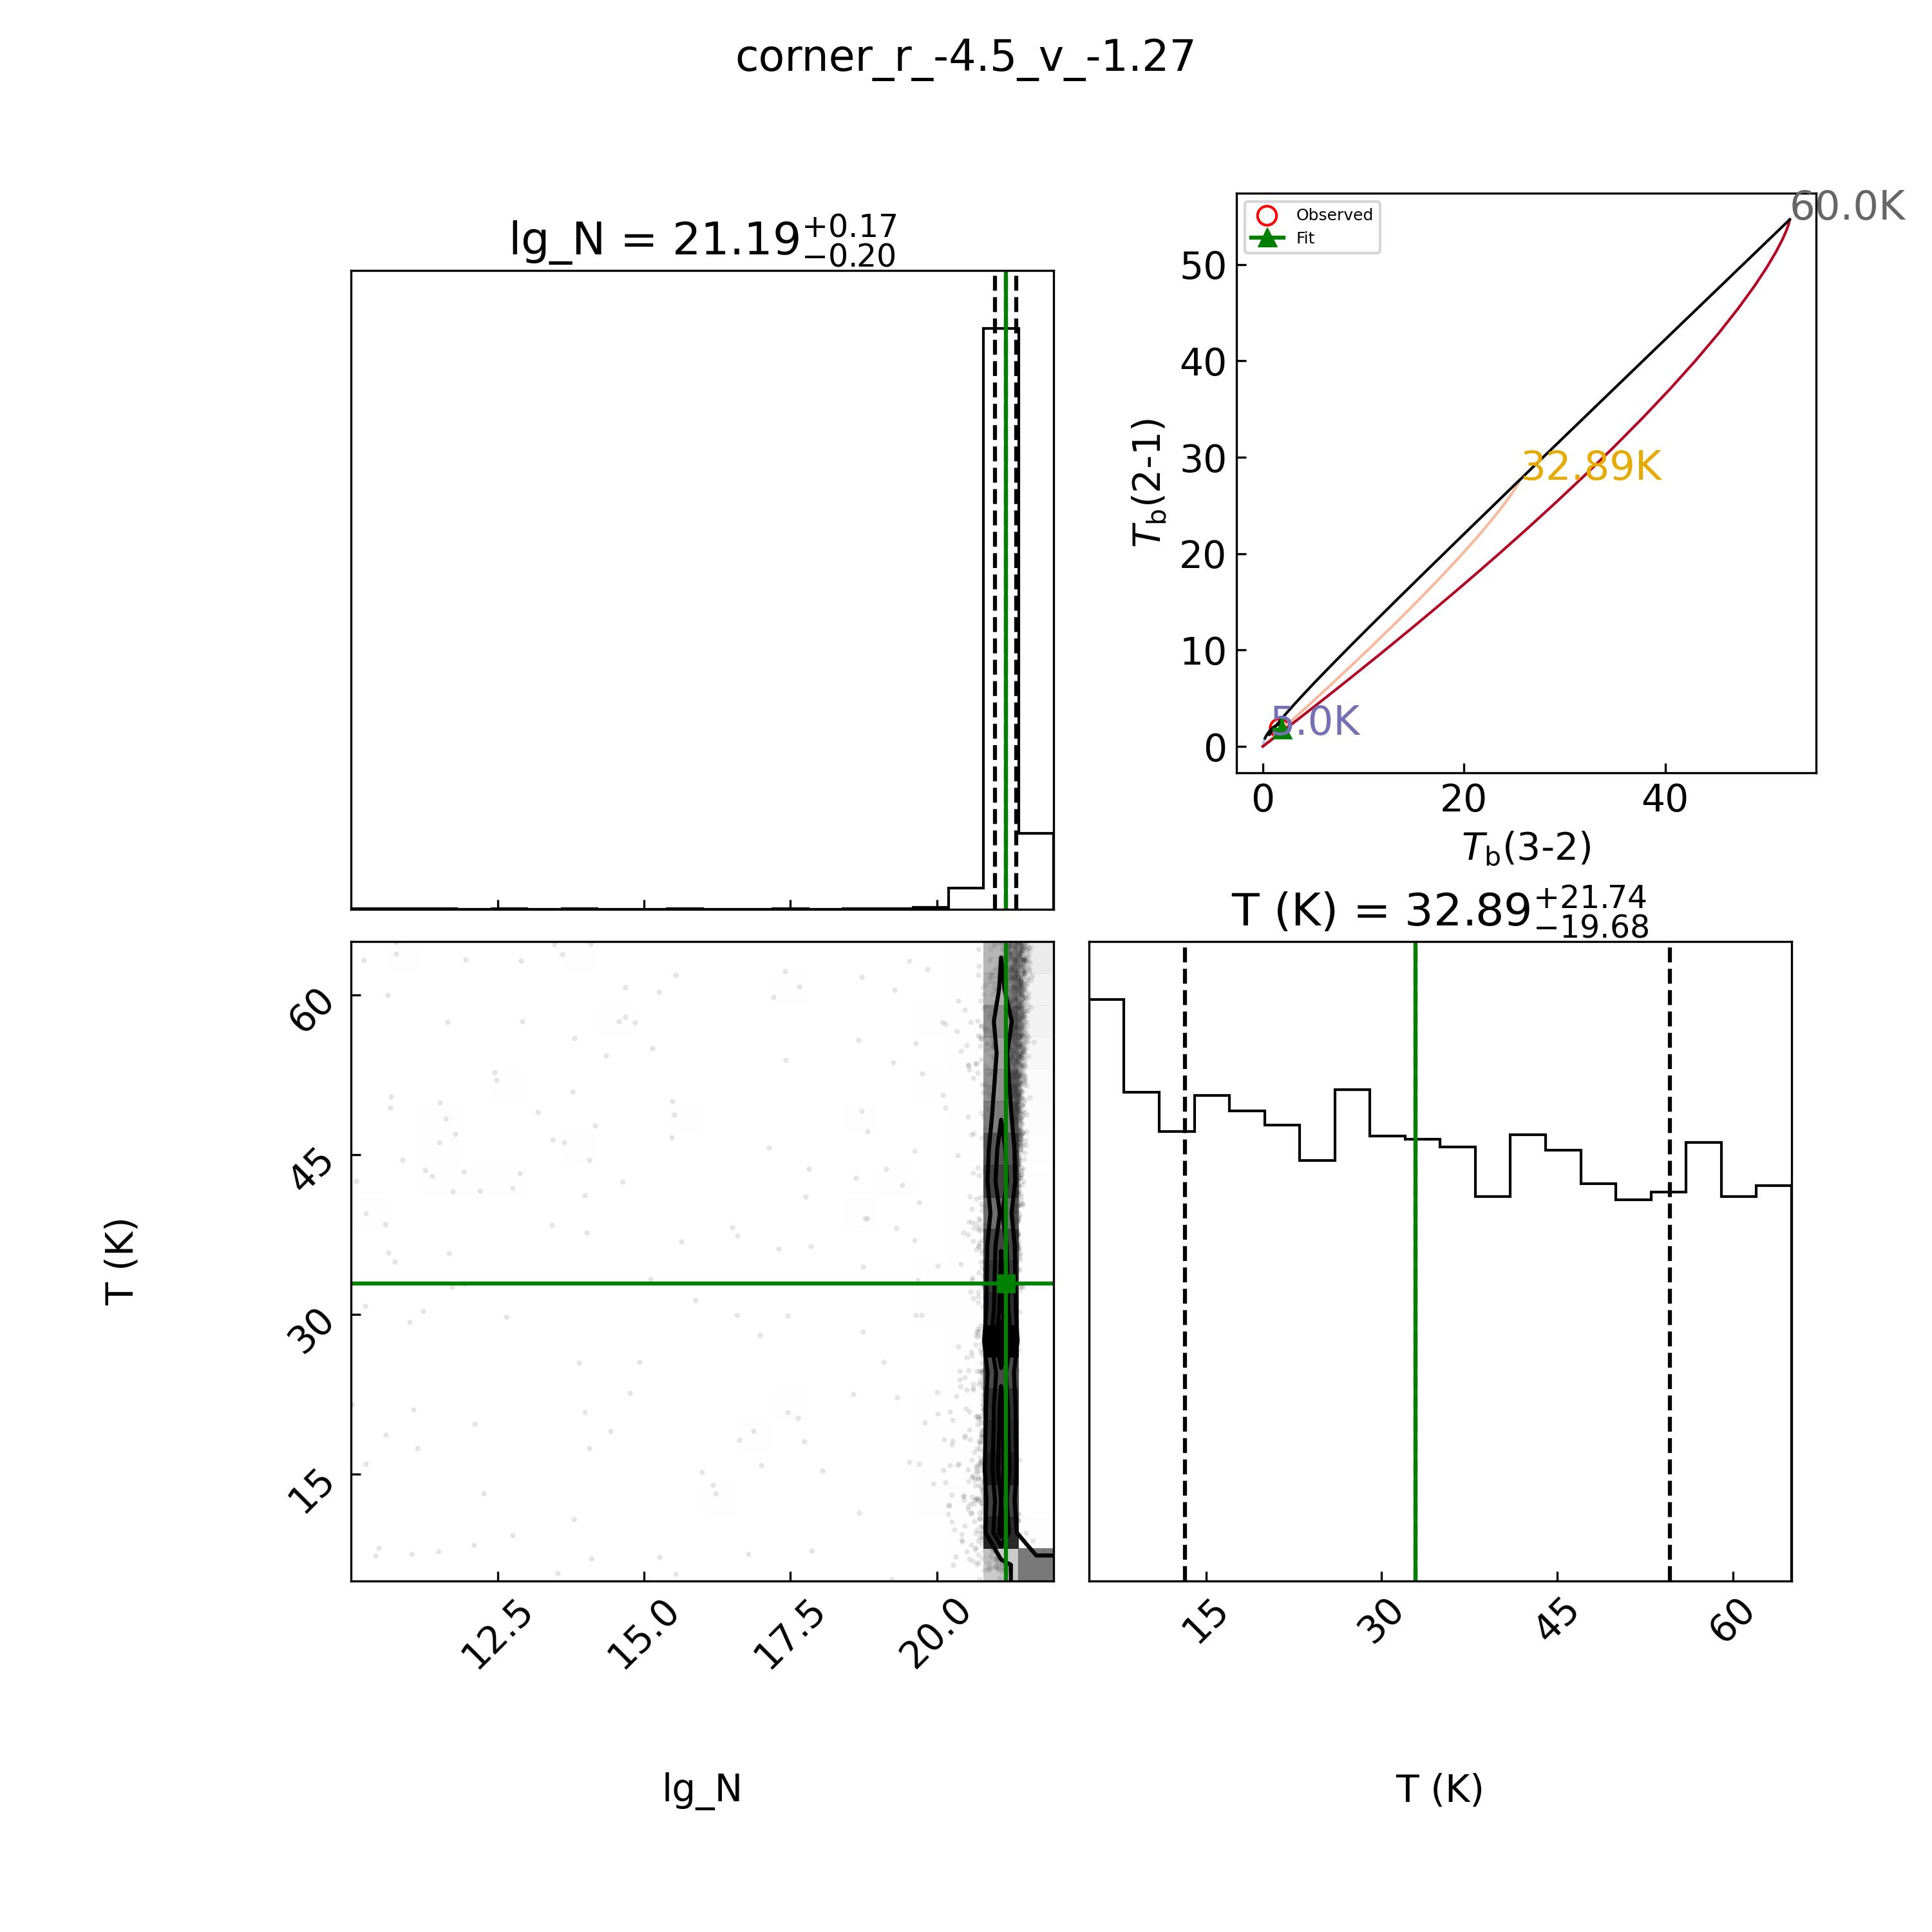 corner_r_-4.5_v_-1.27
lg_N = 21.19+0.17 −0.20
60.0K
Observed
Fit
50
40
30
20
10
0
32.89K
5.0K
Tb(2-1)
0 20 40
Tb(3-2)
T (K) = 32.89+21.74 −19.68
60
45
30
15
T (K)
12.5 15.0 17.5 20.0
15 30 45 60
lg_N
T (K)